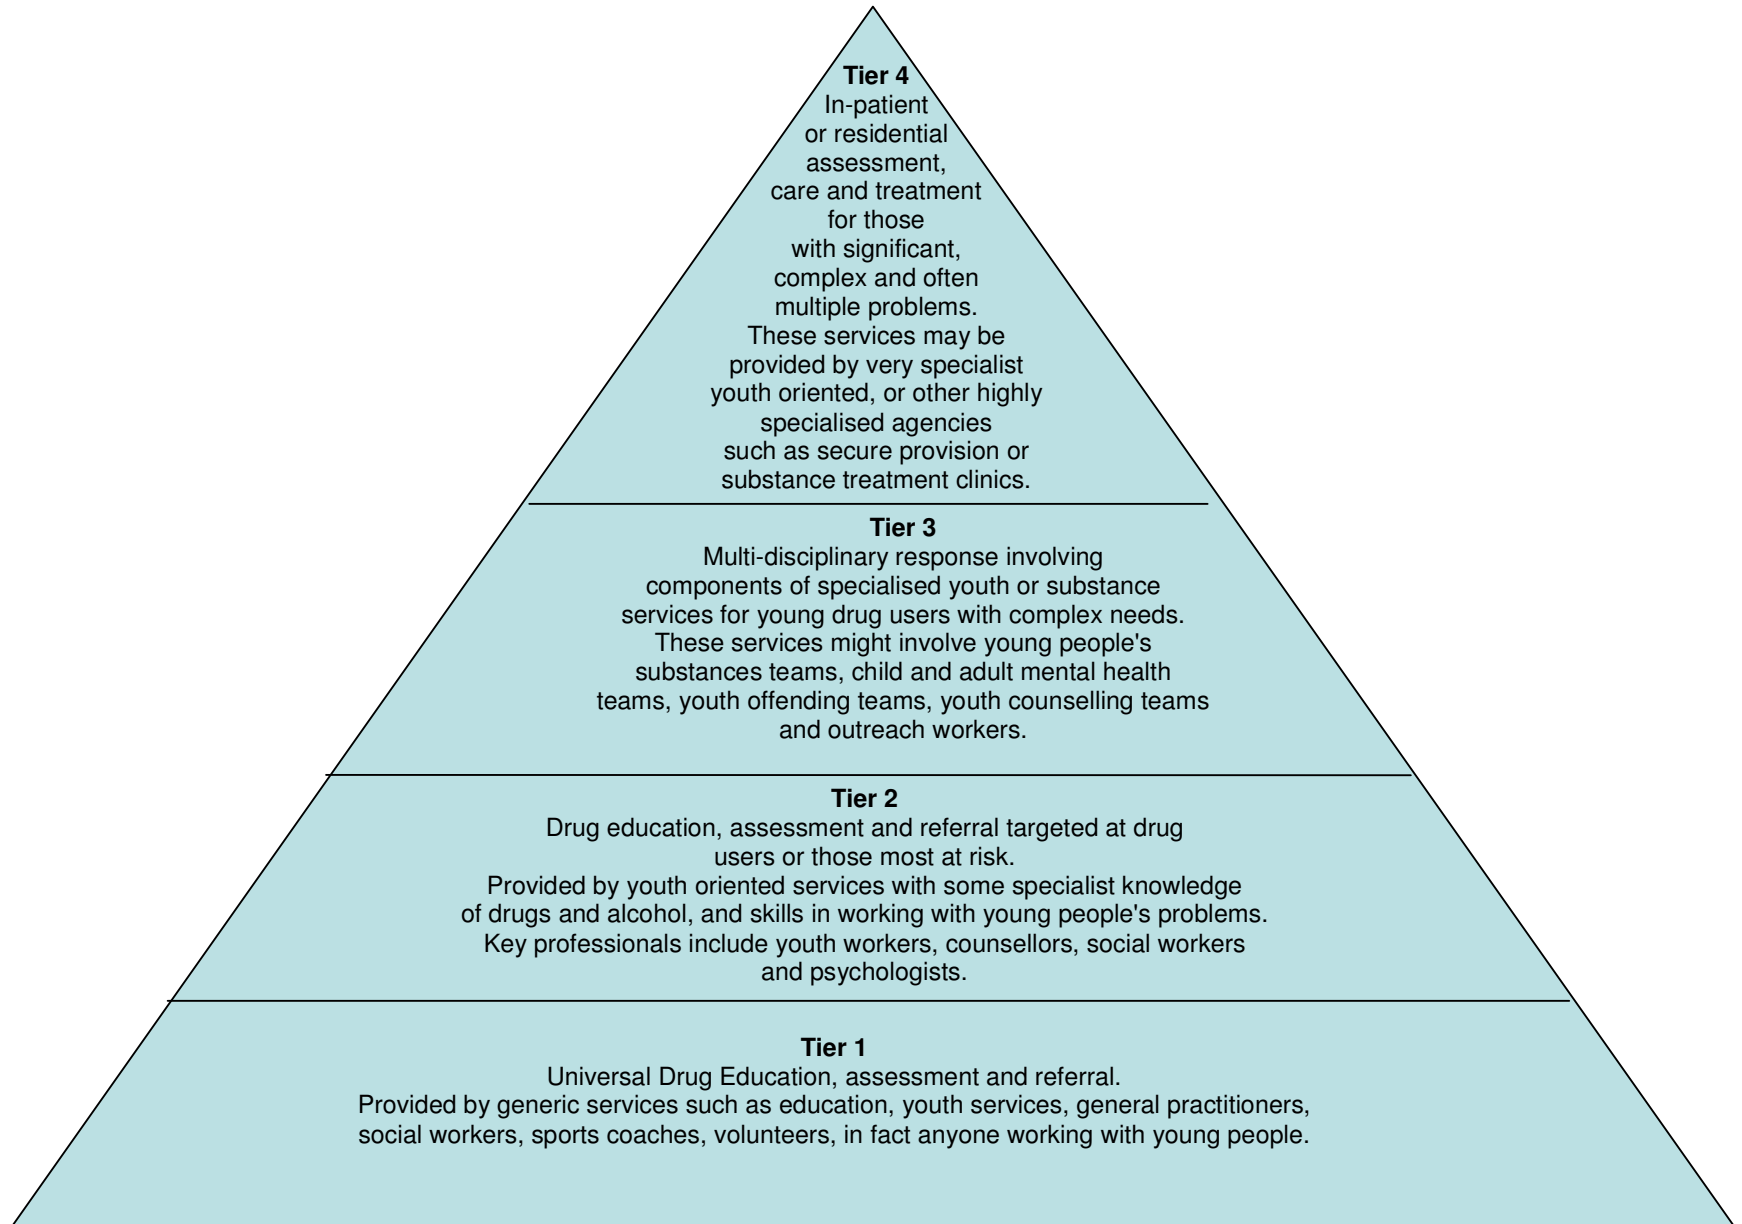 Tier 4
In-patient
or residential
assessment,
care and treatment
for those
with significant,
complex and often
multiple problems.
These services may be
provided by very specialist
youth oriented, or other highly
specialised agencies
such as secure provision or
substance treatment clinics.
Tier 3
Multi-disciplinary response involving
components of specialised youth or substance
services for young drug users with complex needs.
These services might involve young people's
substances teams, child and adult mental health
teams, youth offending teams, youth counselling teams
and outreach workers.
Tier 2
Drug education, assessment and referral targeted at drug
users or those most at risk.
Provided by youth oriented services with some specialist knowledge
of drugs and alcohol, and skills in working with young people's problems.
Key professionals include youth workers, counsellors, social workers
and psychologists.
Tier 1
Universal Drug Education, assessment and referral.
Provided by generic services such as education, youth services, general practitioners,
social workers, sports coaches, volunteers, in fact anyone working with young people.